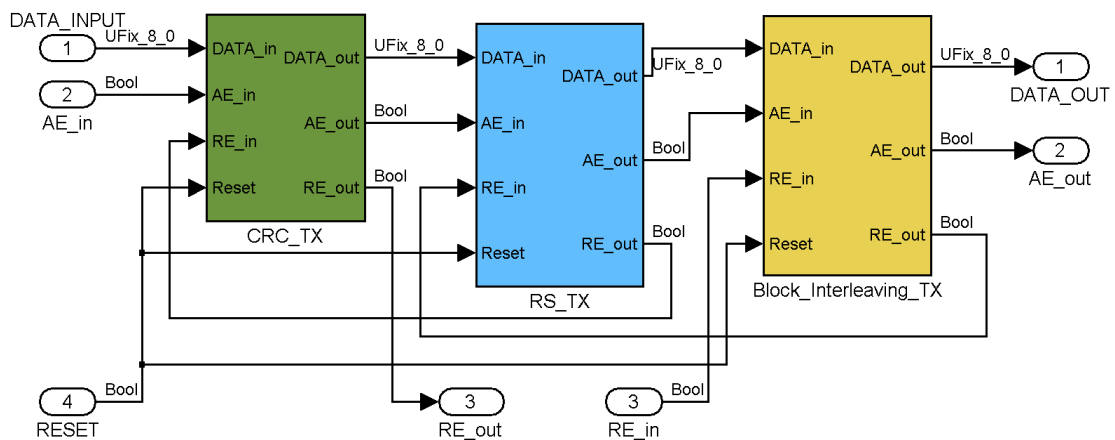 DATA_INPUT
1
UFix_8_0
2
Bool
AE_in
DATA_in
AE_in
RE_in
Reset
DATA_out
AE_out
RE_out
CRC_TX
UFix_8_0
Bool
Bool
DATA_in
AE_in
RE_in
Reset
DATA_out
AE_out
RE_out
RS_TX
UFix_8_0
Bool
Bool
DATA_in
AE_in
RE_in
Reset
DATA_out
AE_out
RE_out
Block_Interleaving_TX
UFix_8_0
Bool
Bool
1
DATA_OUT
2
AE_out
4
Bool
RESET
3
RE_out
3
Bool
RE_in